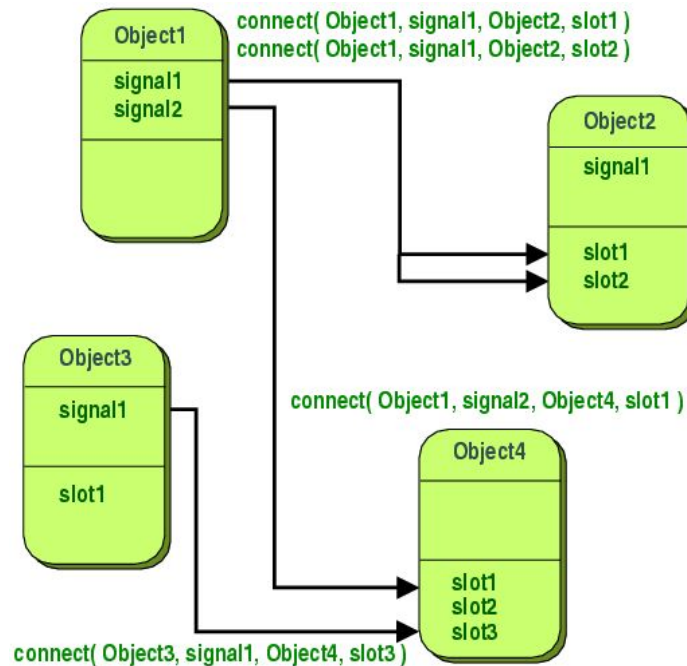 Object1
connect( Object1, signal1, Object2, slot1 )
connect( Object1, signal1, Object2, slot2 )
signal1
signal2
Object2
signal1
slot1
slot2
Object3
signal1
slot1
connect( Object1, signal2, Object4, slot1 )
Object4
slot1
slot2
slot3
connect( Object3, signal1, Object4, slot3 )